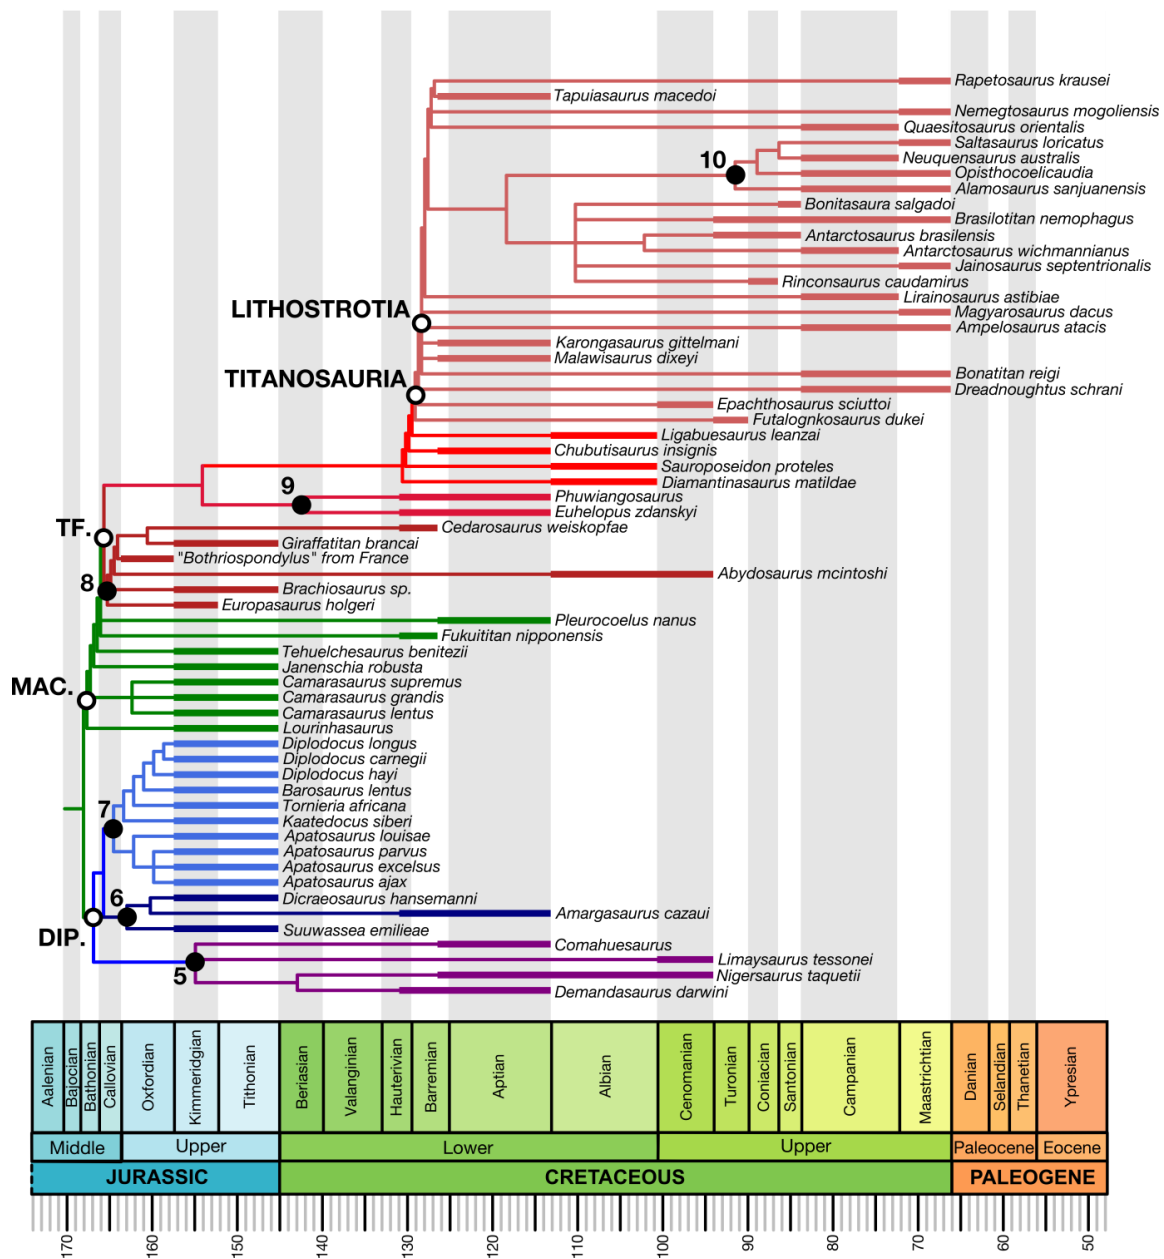 Rapetosaurus krausei
Tapuiasaurus macedoi
Nemegtosaurus mogoliensis
Quaesitosaurus orientalis
Saltasaurus loricatus
10
Neuquensaurus australis
Opisthocoelicaudia
Alamosaurus sanjuanensis
Bonitasaura salgadoi
Brasilotitan nemophagus
Antarctosaurus brasilensis
Antarctosaurus wichmannianus
Jainosaurus septentrionalis
Rinconsaurus caudamirus
Lirainosaurus astibiae
LITHOSTROTIA
Magyarosaurus dacus
Ampelosaurus atacis
Karongasaurus gittelmani
Malawisaurus dixeyi
Bonatitan reigi
TITANOSAURIA
Dreadnoughtus schrani
Epachthosaurus sciuttoi
Futalognkosaurus dukei
Ligabuesaurus leanzai
Chubutisaurus insignis
Sauroposeidon proteles
Diamantinasaurus matildae
9
Phuwiangosaurus
Euhelopus zdanskyi
TF.
Cedarosaurus weiskopfae
Giraffatitan brancai
"Bothriospondylus" from France
Abydosaurus mcintoshi
8
Brachiosaurus sp.
Europasaurus holgeri
Pleurocoelus nanus
Fukuititan nipponensis
Tehuelchesaurus benitezii
Janenschia robusta
MAC.
Camarasaurus supremus
Camarasaurus grandis
Camarasaurus lentus
Lourinhasaurus
Diplodocus longus
Diplodocus carnegii
Diplodocus hayi
Barosaurus lentus
7
Tornieria africana
Kaatedocus siberi
Apatosaurus louisae
Apatosaurus parvus
Apatosaurus excelsus
Apatosaurus ajax
6
Dicraeosaurus hansemanni
Amargasaurus cazaui
DIP.
Suuwassea emilieae
Comahuesaurus
5
Limaysaurus tessonei
Nigersaurus taquetii
Demandasaurus darwini
Aalenian
Bajocian
Bathonian
Callovian
Oxfordian
Kimmeridgian
Tithonian
Beriasian
Valanginian
Hauterivian
Barremian
Aptian
Albian
Cenomanian
Turonian
Coniacian
Santonian
Campanian
Maastrichtian
Danian
Selandian
Thanetian
Ypresian
Middle Upper Lower Upper Paleocene Eocene
JURASSIC CRETACEOUS PALEOGENE
170 160 150 140 130 120 110 100 90 80 70 60 50